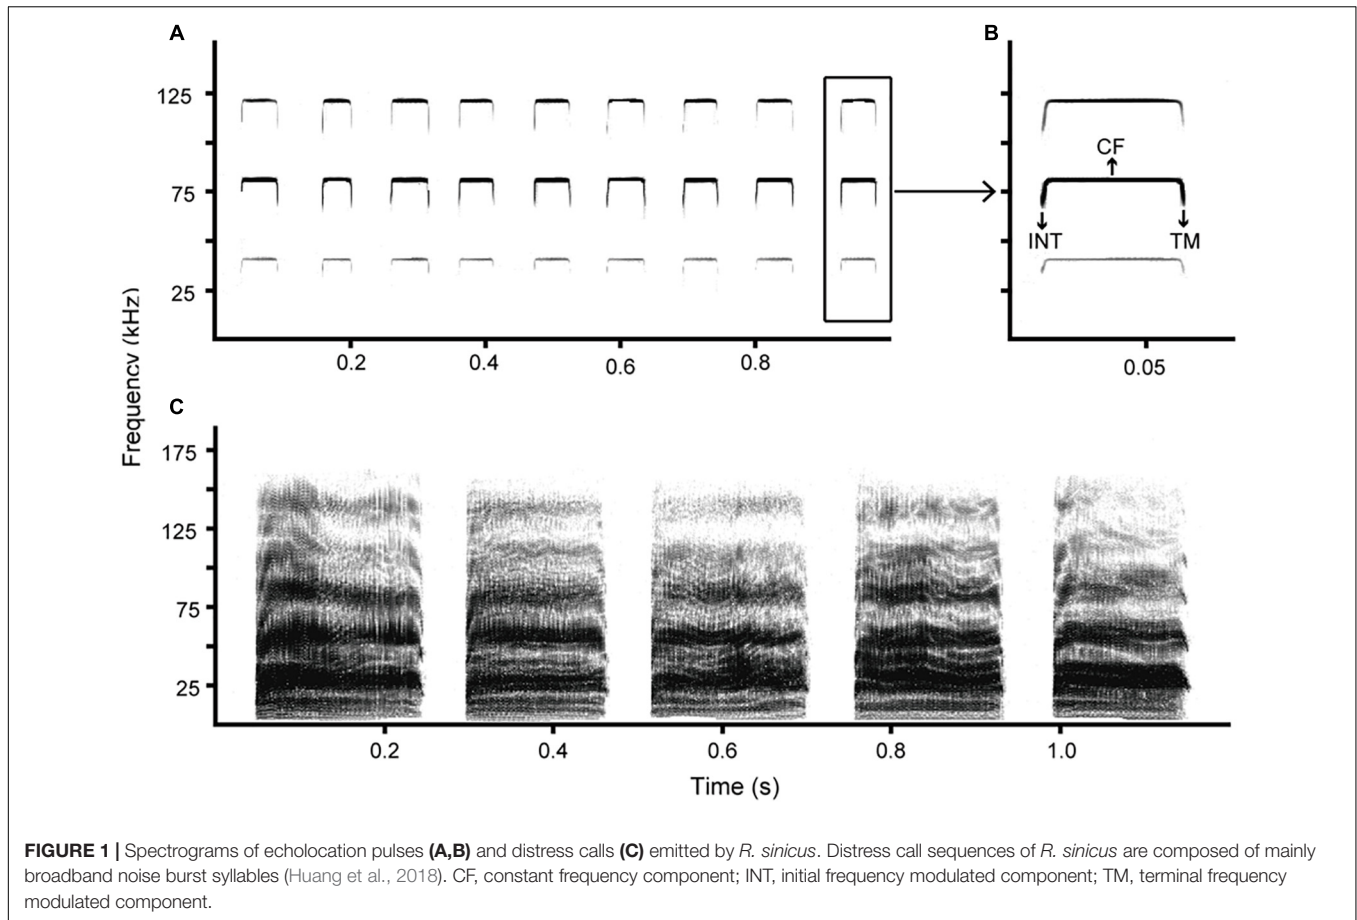 A
B
125
75
25
CF
INT
TM
0.2
0.4
0.6
0.8
0.05
Frequency (kHz)
C
175
125
75
25
0.2
0.4
0.6
0.8
1.0
Time (s)
FIGURE 1 | Spectrograms of echolocation pulses (A,B) and distress calls (C) emitted by R. sinicus. Distress call sequences of R. sinicus are composed of mainly
broadband noise burst syllables (Huang et al., 2018). CF, constant frequency component; INT, initial frequency modulated component; TM, terminal frequency
modulated component.